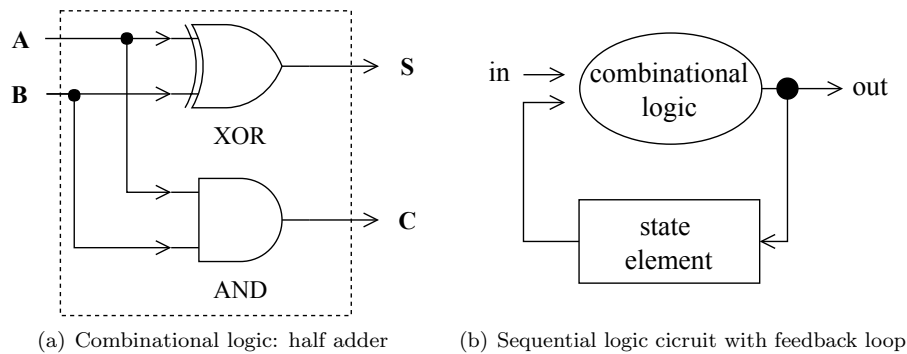 A
B
S
XOR
C
AND
(a) Combinational logic: half adder
in
combinational
logic
out
state
element
(b) Sequential logic cicruit with feedback loop